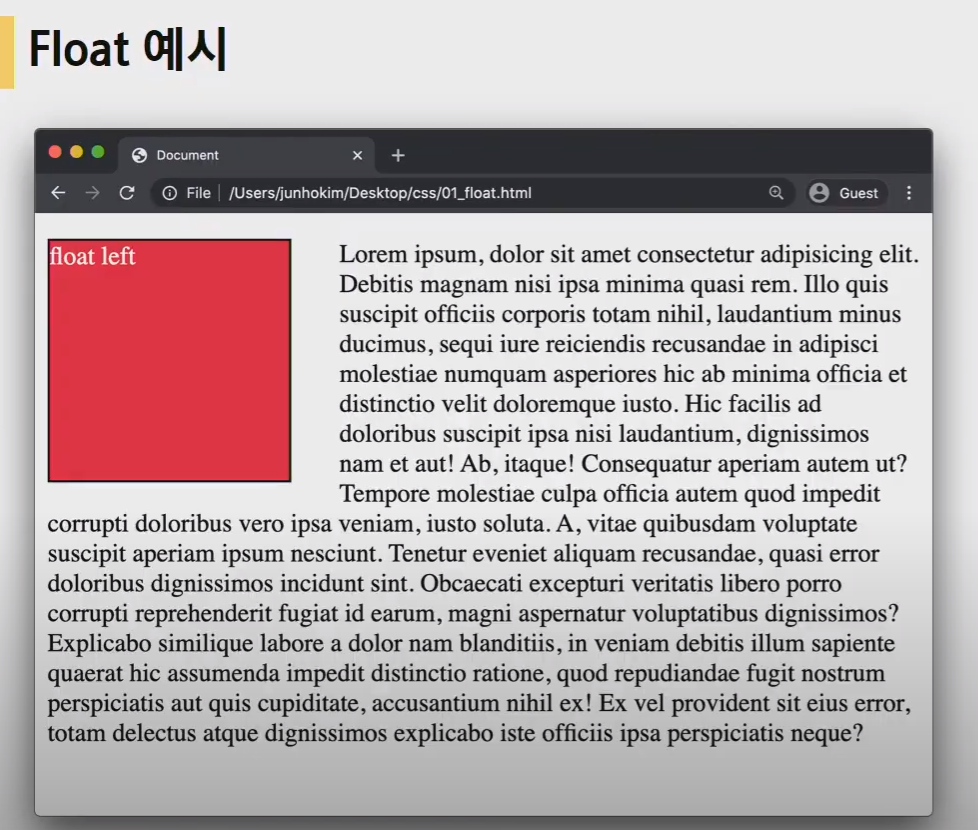 Float 예시
Document
File /Users/junhokim/Desktop/css/01_float.html Guest
float left
Lorem ipsum, dolor sit amet consectetur adipisicing elit.
Debitis magnam nisi ipsa minima quasi rem. Illo quis
suscipit officiis corporis totam nihil, laudantium minus
ducimus, sequi iure reiciendis recusandae in adipisci
molestiae numquam asperiores hic ab minima officia et
distinctio velit doloremque iusto. Hic facilis ad
doloribus suscipit ipsa nisi laudantium, dignissimos
nam et aut! Ab, itaque! Consequatur aperiam autem ut?
Tempore molestiae culpa officia autem quod impedit
corrupti doloribus vero ipsa veniam, iusto soluta. A, vitae quibusdam voluptate
suscipit aperiam ipsum nesciunt. Tenetur eveniet aliquam recusandae, quasi error
doloribus dignissimos incidunt sint. Obcaecati excepturi veritatis libero porro
corrupti reprehenderit fugiat id earum, magni aspernatur voluptatibus dignissimos?
Explicabo similique labore a dolor nam blanditiis, in veniam debitis illum sapiente
quaerat hic assumenda impedit distinctio ratione, quod repudiandae fugit nostrum
perspiciatis aut quis cupiditate, accusantium nihil ex! Ex vel provident sit eius error,
totam delectus atque dignissimos explicabo iste officiis ipsa perspiciatis neque?